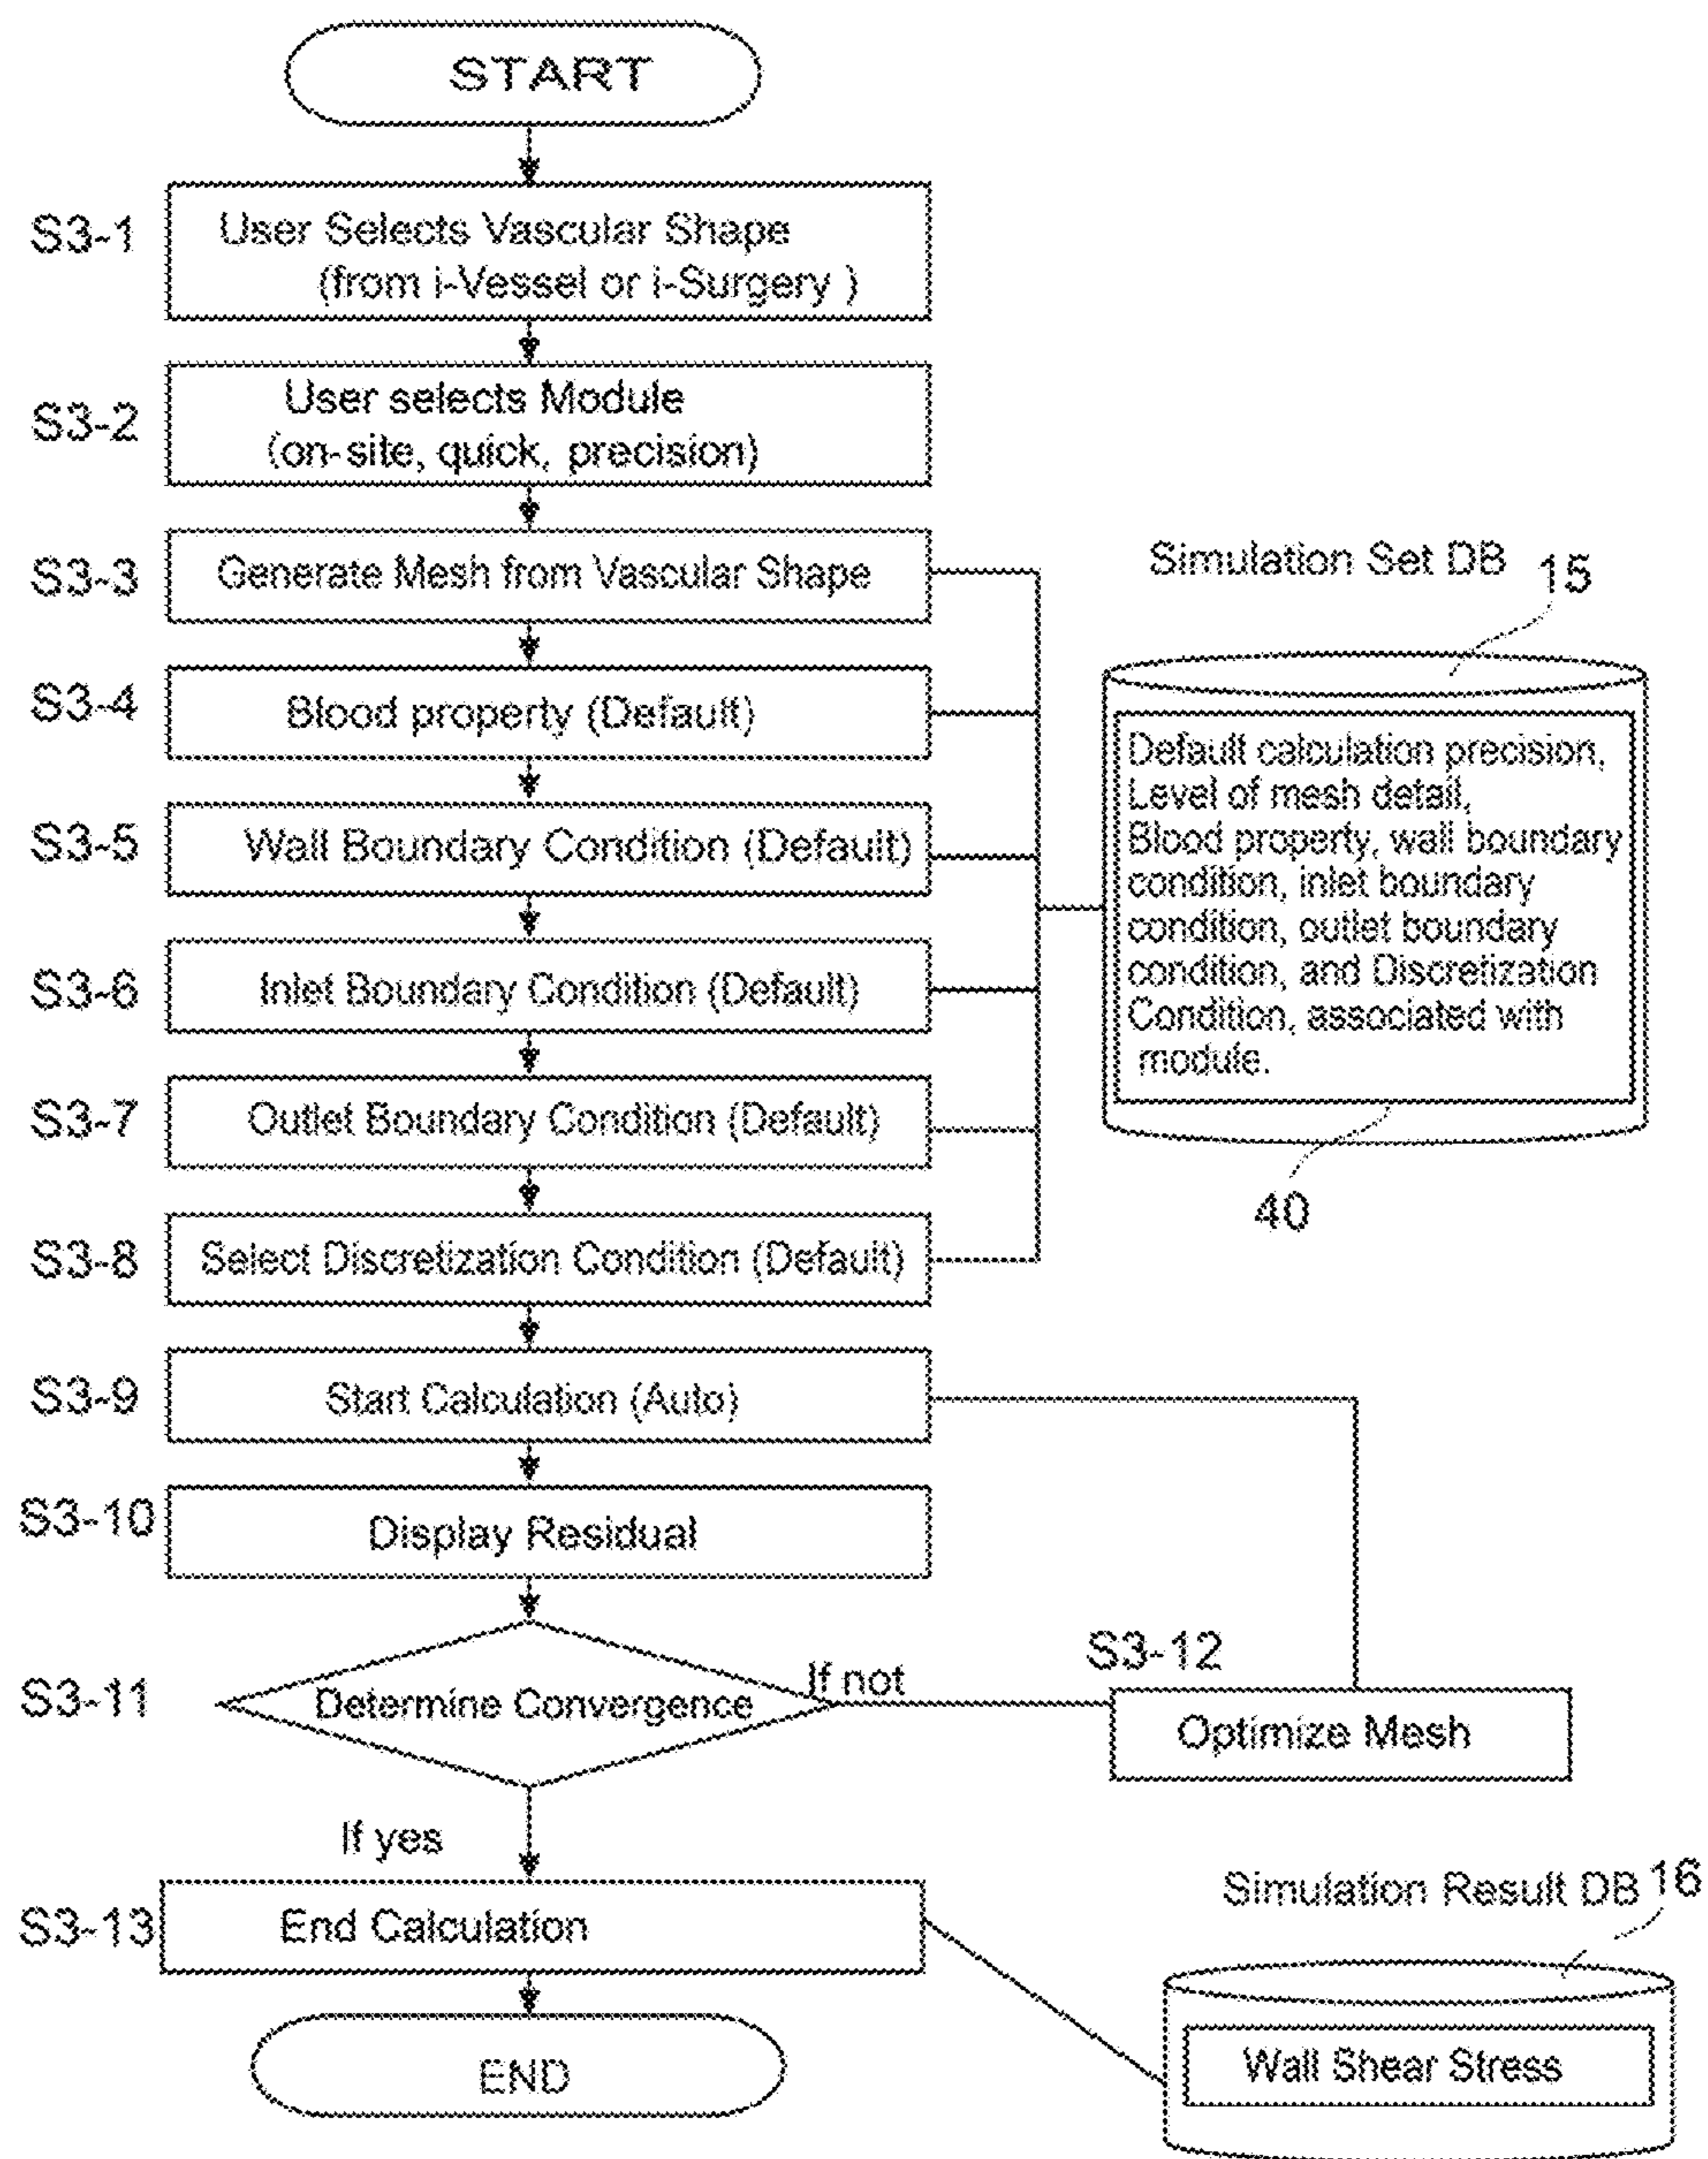 START
S3-1
User Selects Vascular Shape
(from i-Vessel or i-Surgery )
S3-2
User selects Module
(on-site, quick, precision)
S3-3
Generate Mesh from Vascular Shape
Simulation Set DB
15
S3-4
Blood property (Default)
Default calculation precision,
Level of mesh detail,
Blood property, wall boundary
condition, inlet boundary
condition, outlet boundary
condition, and Discretization
Condition, associated with
module.
40
S3-5
Wall Boundary Condition (Default)
S3-6
Inlet Boundary Condition (Default)
S3-7
Outlet Boundary Condition (Default)
S3-8
Select Discretization Condition (Default)
S3-9
Start Calculation (Auto)
S3-10
Display Residual
S3-11
Determine Convergence
If not
S3-12
Optimize Mesh
If yes
S3-13
End Calculation
Simulation Result DB
16
Wall Shear Stress
END